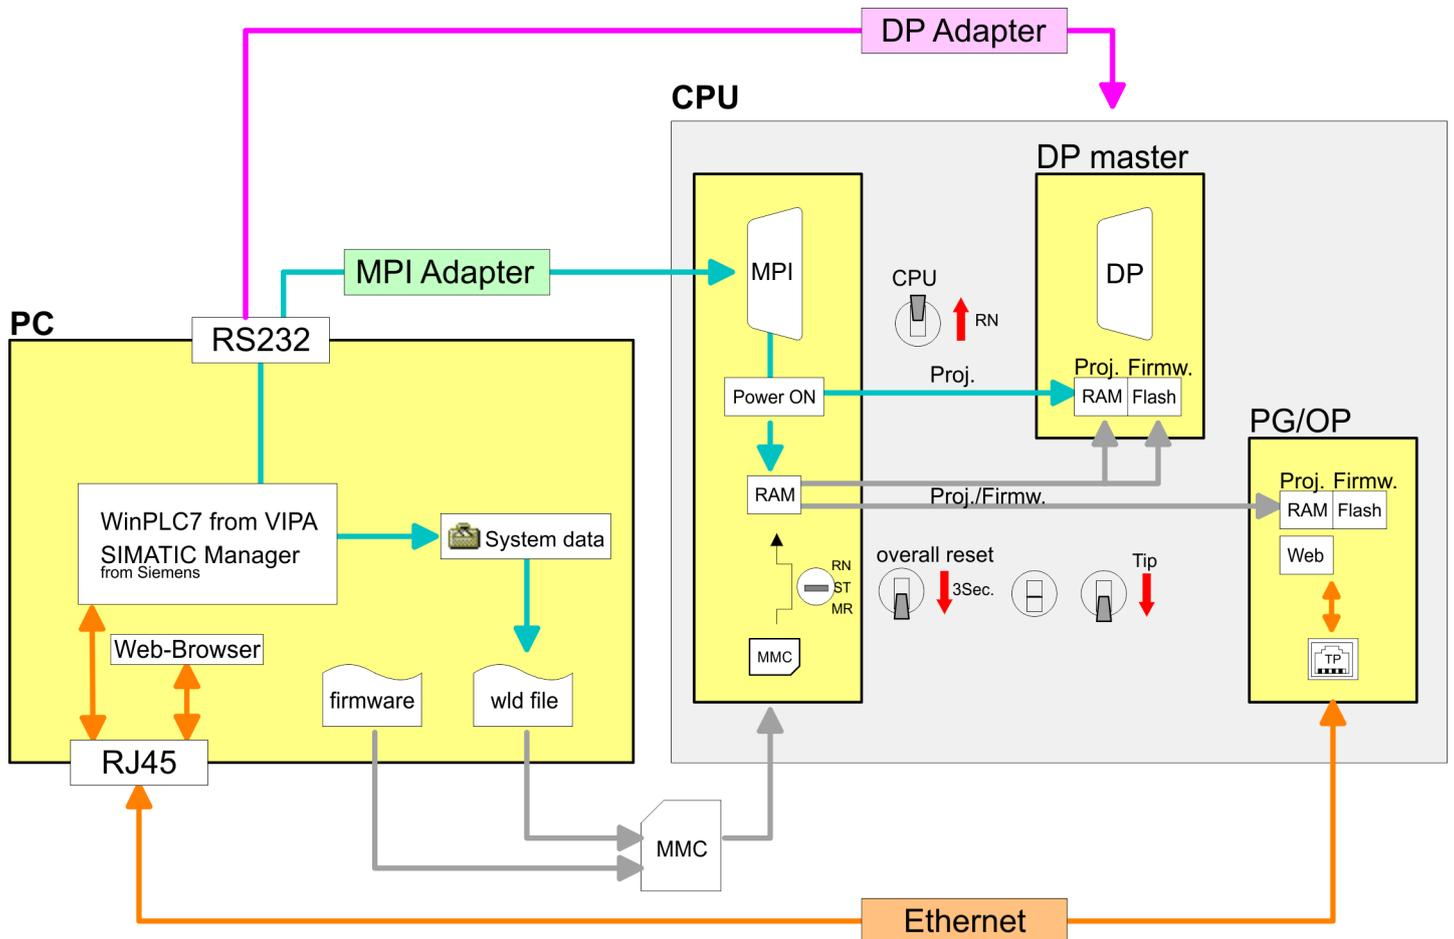 DP Adapter
CPU
DP master
MPI Adapter
MPI
DP
CPU
RN
PC
RS232
Proj.
Proj. Firmw.
Power ON
RAM
Flash
PG/OP
RAM
Proj./Firmw.
Proj. Firmw.
RAM
Flash
WinPLC7 from VIPA
SIMATIC Manager
from Siemens
System data
Web
overall reset
Tip
RN
ST
MR
3Sec.
Web-Browser
MMC
TP
firmware
wld file
RJ45
MMC
Ethernet